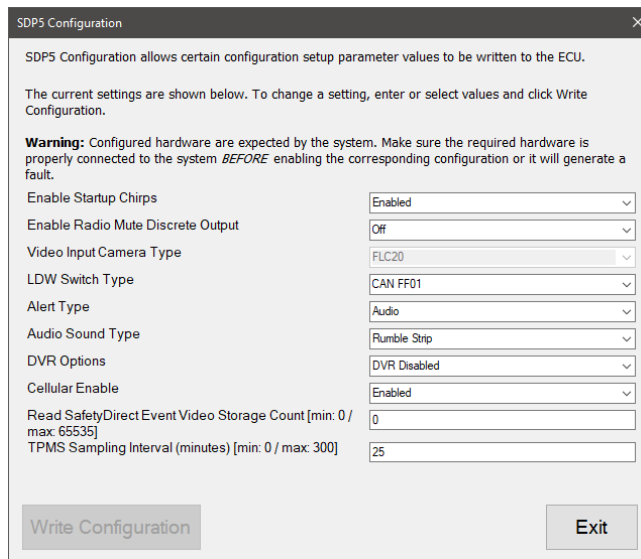 SDP5 Configuration
SDP5 Configuration allows certain configuration setup parameter values to be written to the ECU.
The current settings are shown below. To change a setting, enter or select values and click Write
Configuration.
Warning: Configured hardware are expected by the system. Make sure the required hardware is
properly connected to the system BEFORE enabling the corresponding configuration or it will generate a
fault.
Enable Startup Chirps Enabled
Enable Radio Mute Discrete Output Off
Video Input Camera Type FLC20
LDW Switch Type CAN FF01
Alert Type Audio
Audio Sound Type Rumble Strip
DVR Options DVR Disabled
Cellular Enable Enabled
Read SafetyDirect Event Video Storage Count [min: 0 / 0
max: 65535]
TPMS Sampling Interval (minutes) [min: 0 / max: 300] 25
Write Configuration Exit